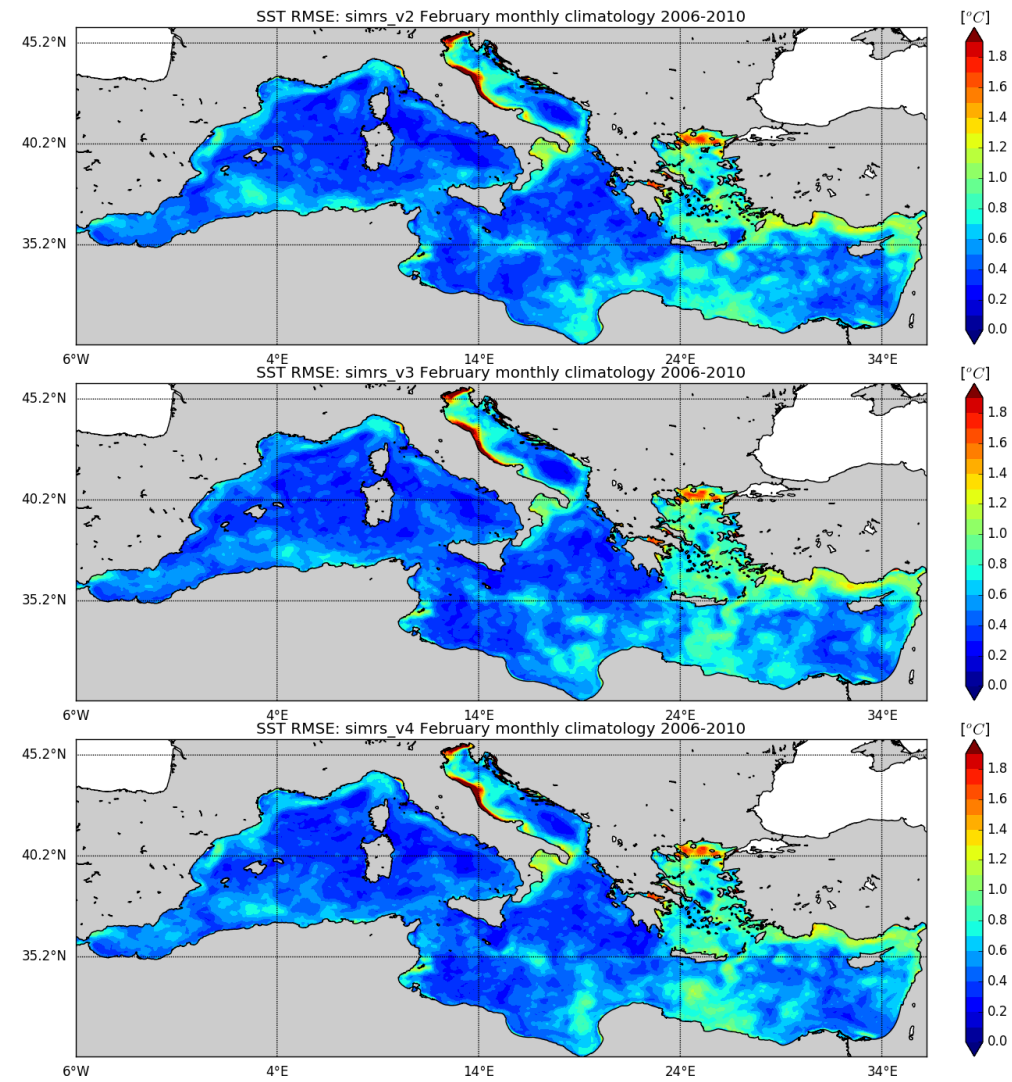 SST RMSE: simrs_v2 February monthly climatology 2006-2010
[°C]
45.2°N
40.2°N
35.2°N
6°W 4°E 14°E 24°E 34°E
1.8
1.6
1.4
1.2
1.0
0.8
0.6
0.4
0.2
0.0
SST RMSE: simrs_v3 February monthly climatology 2006-2010
[°C]
45.2°N
40.2°N
35.2°N
6°W 4°E 14°E 24°E 34°E
1.8
1.6
1.4
1.2
1.0
0.8
0.6
0.4
0.2
0.0
SST RMSE: simrs_v4 February monthly climatology 2006-2010
[°C]
45.2°N
40.2°N
35.2°N
6°W 4°E 14°E 24°E 34°E
1.8
1.6
1.4
1.2
1.0
0.8
0.6
0.4
0.2
0.0